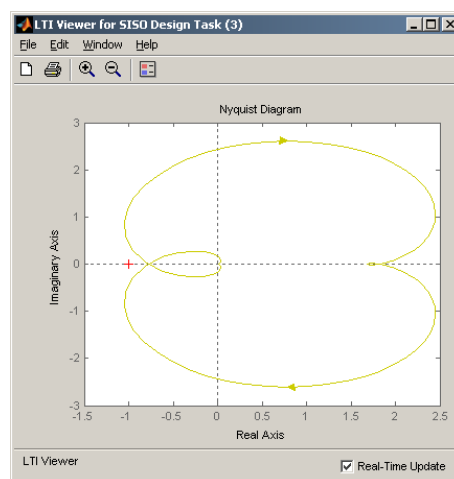 LTI Viewer for SISO Design Task (3)
File Edit Window Help
Nyquist Diagram
3
2
1
0
-1
-2
-3
Imaginary Axis
-1.5 -1 -0.5 0 0.5 1 1.5 2 2.5
Real Axis
LTI Viewer
Real-Time Update